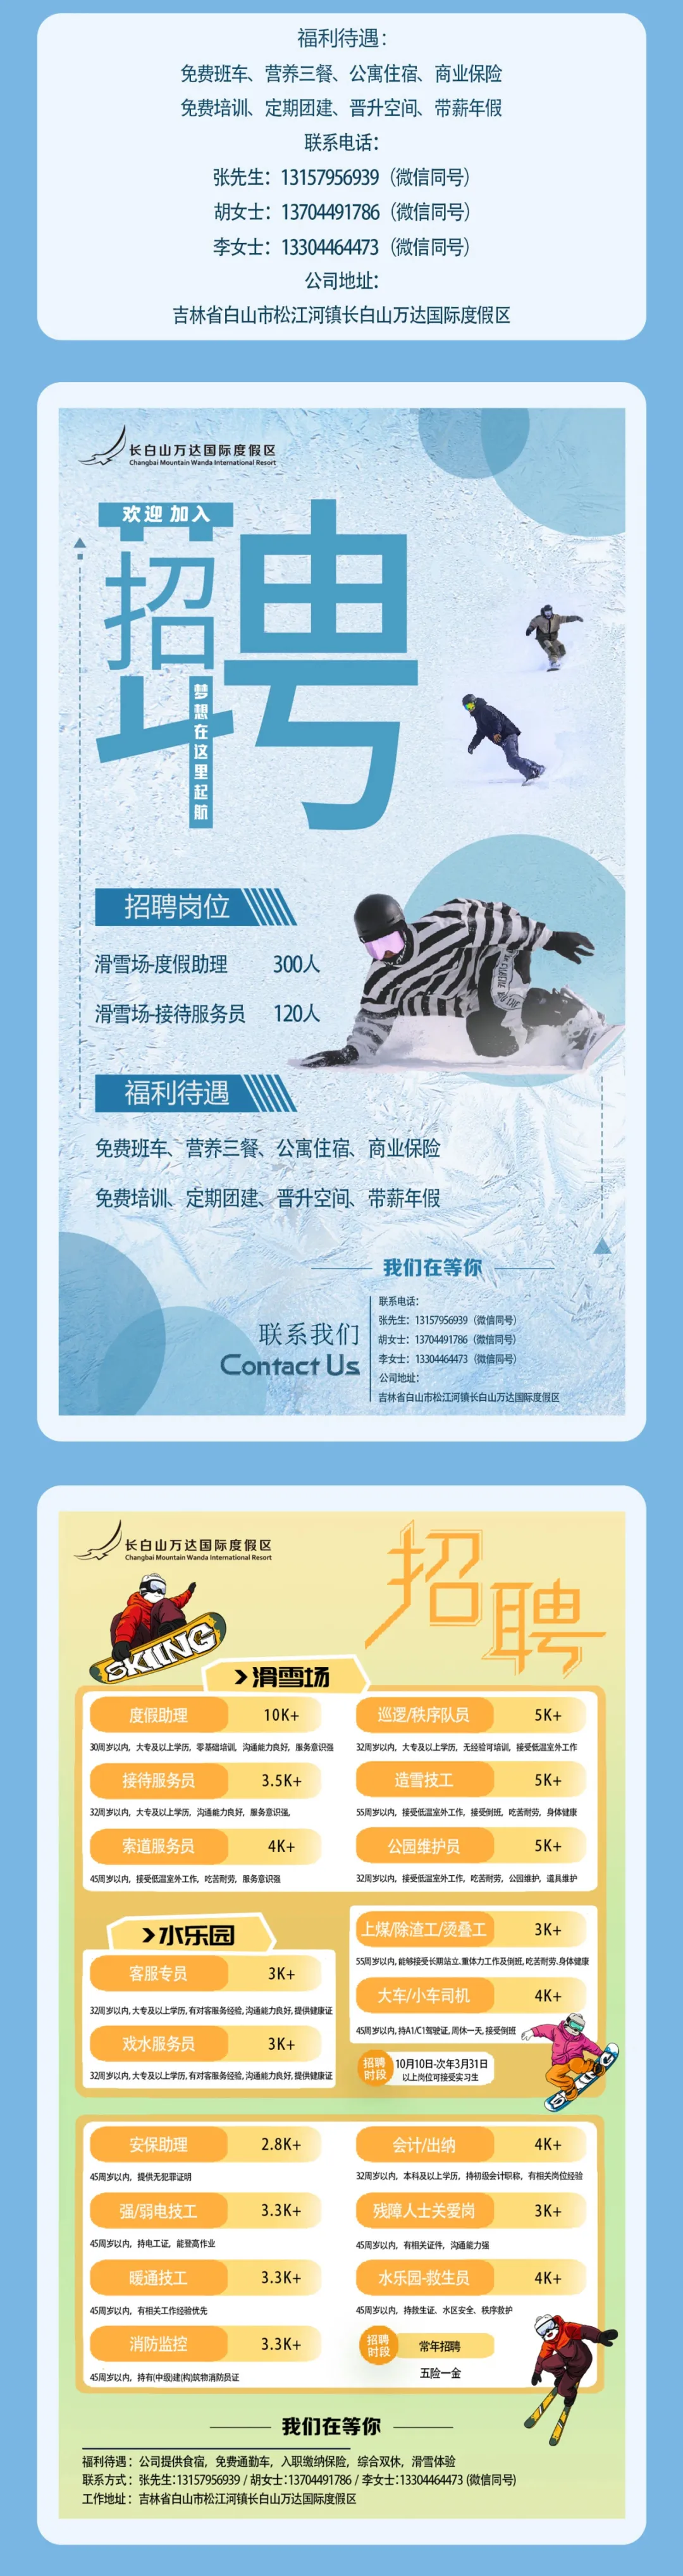 福利待遇：
免费班车、营养三餐、公寓住宿、商业保险
免费培训、定期团建、晋升空间、带薪年假
联系电话：
张先生：13157956939（微信同号）
胡女士：13704491786（微信同号）
李女士：13304464473（微信同号）
公司地址：
吉林省白山市松江河镇长白山万达国际度假区
长白山万达国际度假区
Changbai Mountain Wanda International Resort
欢迎 加入
招聘
梦想在这里起航
招聘岗位
滑雪场-度假助理 300人
滑雪场-接待服务员 120人
福利待遇
免费班车、营养三餐、公寓住宿、商业保险
免费培训、定期团建、晋升空间、带薪年假
我们在等你
联系我们
Contact Us
联系电话：
张先生：13157956939（微信同号）
胡女士：13704491786（微信同号）
李女士：13304464473（微信同号）
公司地址：
吉林省白山市松江河镇长白山万达国际度假区
长白山万达国际度假区
Changbai Mountain Wanda International Resort
招聘
SKIING
滑雪场
度假助理 10K+
30周岁以内，大专及以上学历，零基础培训，沟通能力良好，服务意识强
接待服务员 3.5K+
32周岁以内，大专及以上学历，沟通能力良好，服务意识强，
索道服务员 4K+
45周岁以内，接受低温室外工作，吃苦耐劳，服务意识强
巡逻/秩序队员 5K+
32周岁以内，大专及以上学历，无经验可培训，接受低温室外工作
造雪技工 5K+
55周岁以内，接受低温室外工作，接受倒班，吃苦耐劳，身体健康
公园维护员 5K+
32周岁以内，接受低温室外工作，吃苦耐劳，公园维护，道具维护
水乐园
客服专员 3K+
32周岁以内,大专及以上学历,有对客服务经验,沟通能力良好,提供健康证
戏水服务员 3K+
32周岁以内,大专及以上学历,有对客服务经验,沟通能力良好,提供健康证
上煤/除渣工/烫叠工 3K+
55周岁以内,能够接受长期站立.重体力工作及倒班,吃苦耐劳.身体健康
大车/小车司机 4K+
45周岁以内,持A1/C1驾驶证,周休一天,接受倒班
招聘时段
10月10日-次年3月31日
以上岗位可接受实习生
安保助理 2.8K+
45周岁以内，提供无犯罪证明
强/弱电技工 3.3K+
45周岁以内，持电工证，能登高作业
暖通技工 3.3K+
45周岁以内，有相关工作经验优先
消防监控 3.3K+
45周岁以内，持有(中级)建(构)筑物消防员证
会计/出纳 4K+
32周岁以内，本科及以上学历，持初级会计职称，有相关岗位经验
残障人士关爱岗 3K+
45周岁以内，有相关证件，沟通能力强
水乐园-救生员 4K+
45周岁以内，持救生证、水区安全、秩序救护
招聘时段
常年招聘
五险一金
我们在等你
福利待遇：公司提供食宿，免费通勤车，入职缴纳保险，综合双休，滑雪体验
联系方式：张先生:13157956939 / 胡女士:13704491786 / 李女士:13304464473 (微信同号)
工作地址：吉林省白山市松江河镇长白山万达国际度假区